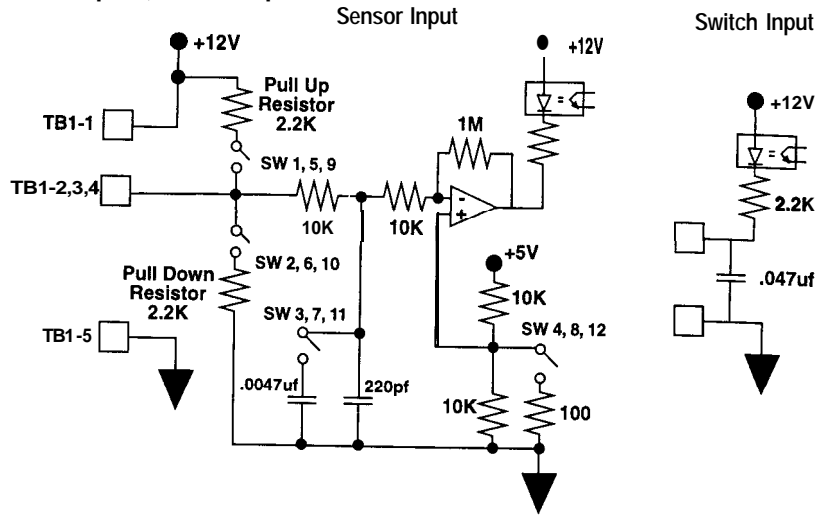 Sensor Input
Switch Input
+12V
+12V
Pull Up
Resistor
2.2K
TB1-1
1M
+12V
SW 1, 5, 9
TB1-2,3,4
10K
10K
2.2K
-
+
+5V
SW 2, 6, 10
Pull Down
Resistor
2.2K
10K
.047uf
SW 3, 7, 11
SW 4, 8, 12
TB1-5
.0047uf
220pf
10K
100